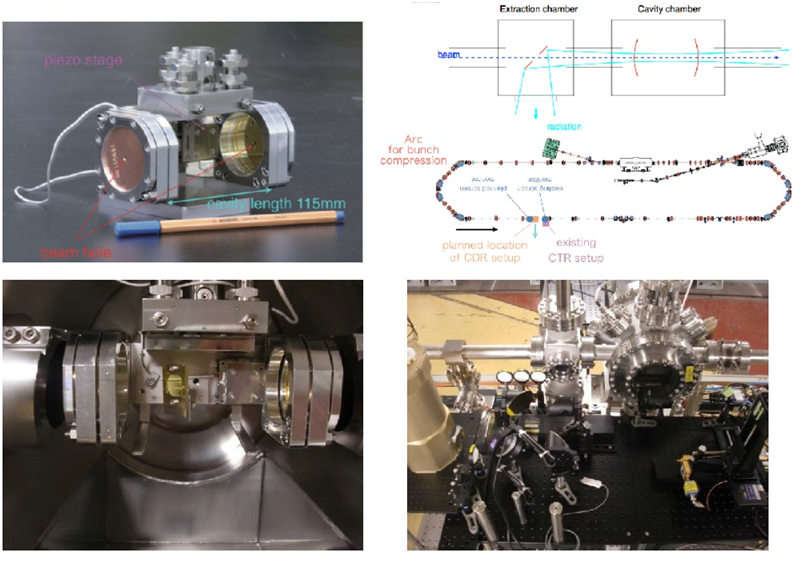 piezo stage
cavity length 115mm
beam hole
Extraction chamber
Cavity chamber
beam
radiation
Arc
for bunch
compression
planned location
of CDR setup
existing
CTR setup